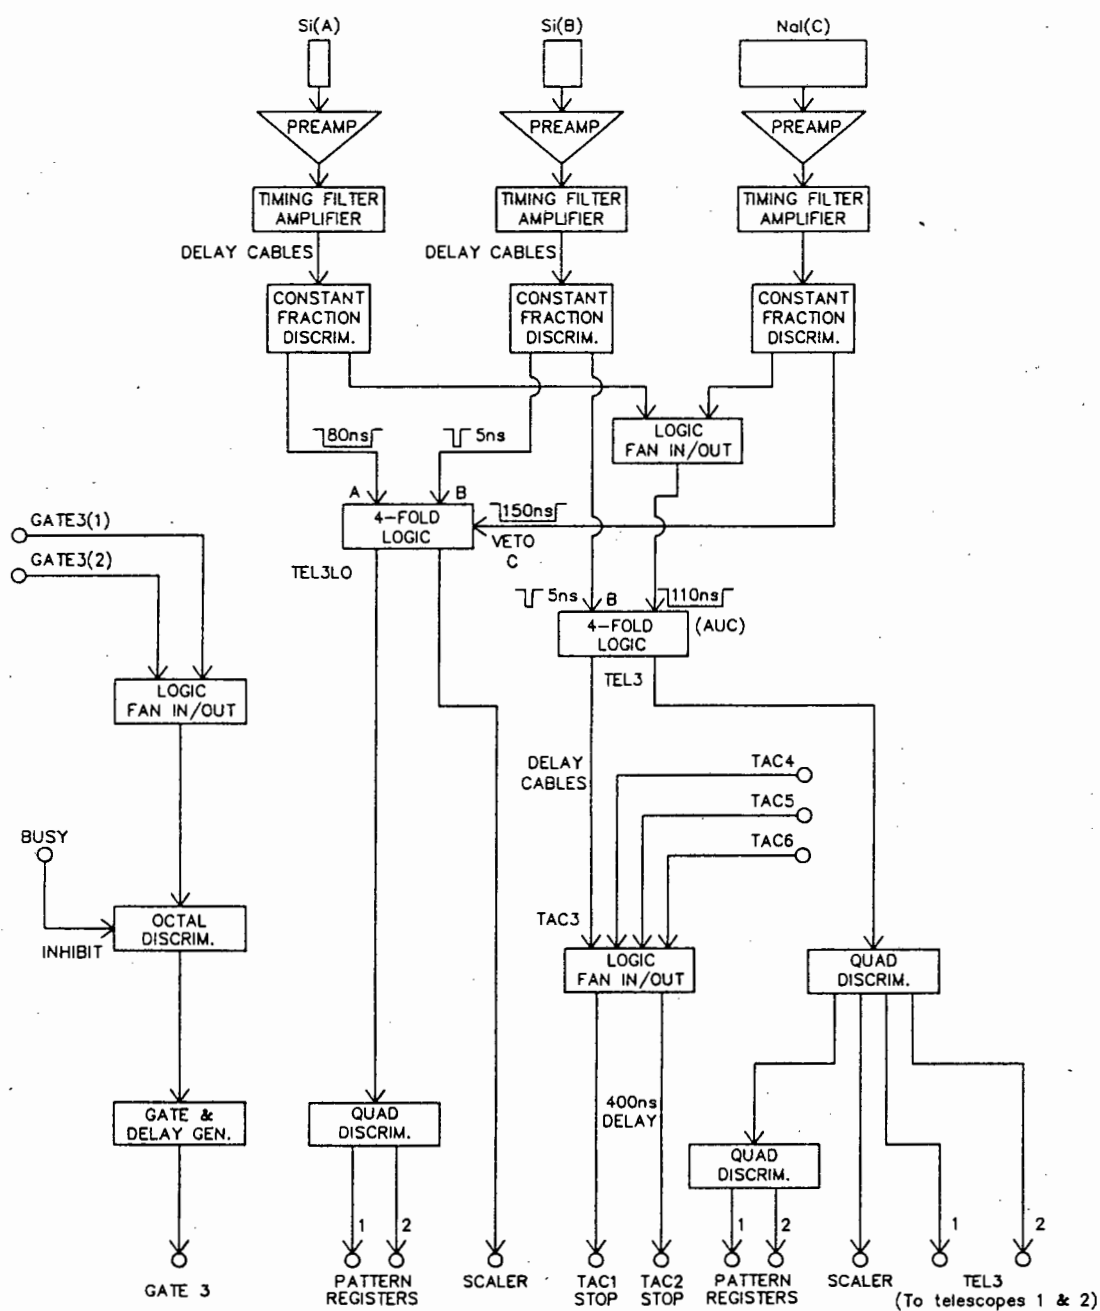 Si(A)
Si(B)
NaI(C)
PREAMP
PREAMP
PREAMP
TIMING FILTER
AMPLIFIER
TIMING FILTER
AMPLIFIER
TIMING FILTER
AMPLIFIER
DELAY CABLES
DELAY CABLES
CONSTANT
FRACTION
DISCRIM.
CONSTANT
FRACTION
DISCRIM.
CONSTANT
FRACTION
DISCRIM.
LOGIC
FAN IN/OUT
80ns
5ns
A
B
4-FOLD
LOGIC
150ns
VETO
C
GATE3(1)
GATE3(2)
TEL3LO
5ns
B
110ns
4-FOLD
LOGIC
(AUC)
TEL3
LOGIC
FAN IN/OUT
DELAY
CABLES
TAC4
TAC5
TAC6
BUSY
INHIBIT
OCTAL
DISCRIM.
TAC3
LOGIC
FAN IN/OUT
QUAD
DISCRIM.
GATE &
DELAY GEN.
QUAD
DISCRIM.
400ns
DELAY
QUAD
DISCRIM.
1
2
1
2
1
2
GATE 3
PATTERN
REGISTERS
SCALER
TAC1
STOP
TAC2
STOP
PATTERN
REGISTERS
SCALER
TEL3
(To telescopes 1 & 2)